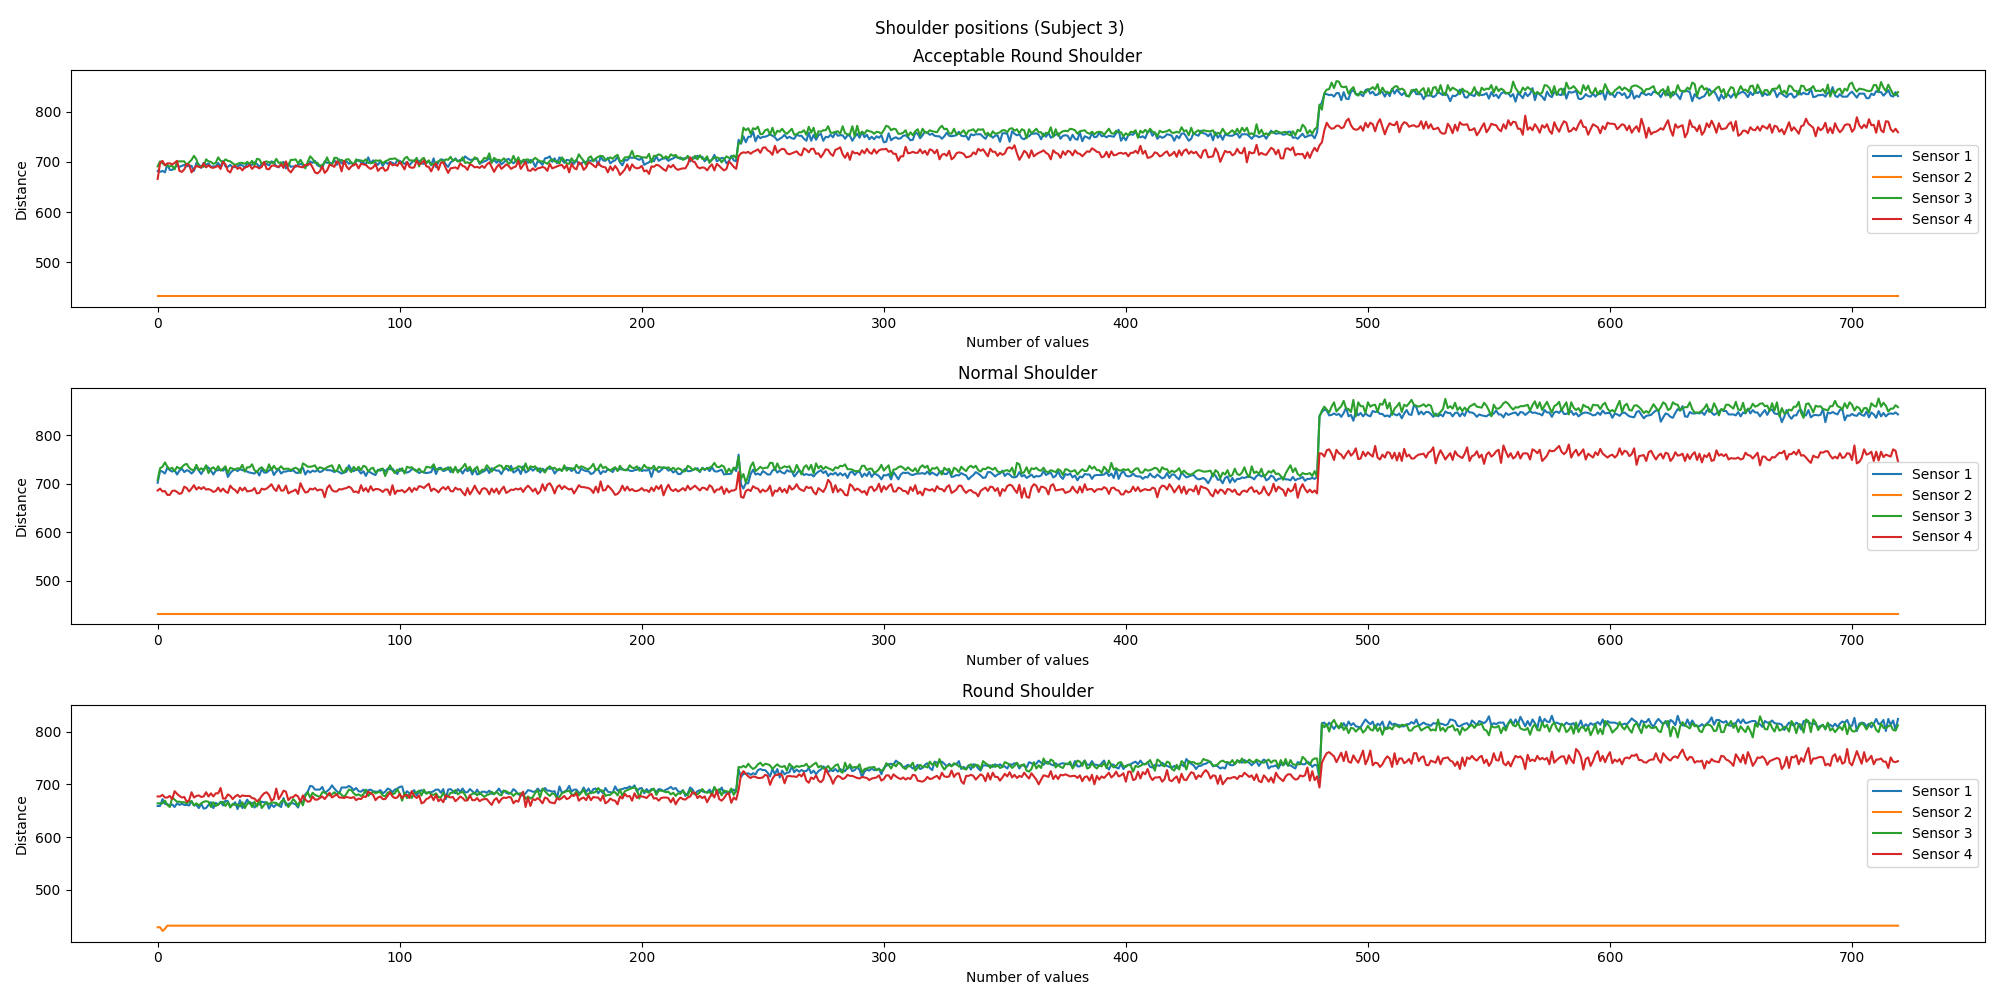 Shoulder positions (Subject 3)
Acceptable Round Shoulder
Distance
800
700
600
500
0 100 200 300 400 500 600 700
Number of values
Sensor 1
Sensor 2
Sensor 3
Sensor 4
Normal Shoulder
Distance
800
700
600
500
0 100 200 300 400 500 600 700
Number of values
Sensor 1
Sensor 2
Sensor 3
Sensor 4
Round Shoulder
Distance
800
700
600
500
0 100 200 300 400 500 600 700
Number of values
Sensor 1
Sensor 2
Sensor 3
Sensor 4